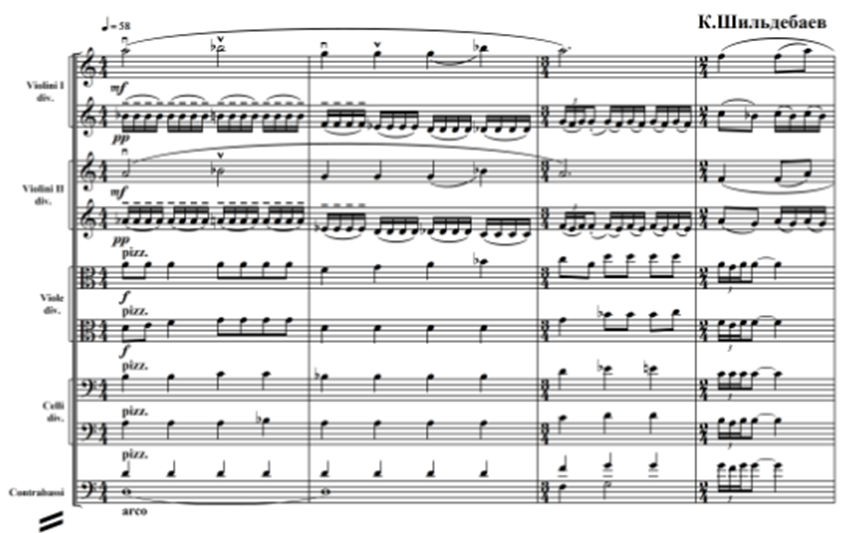 ♩=58
К.Шильдебаев
Violini I
div.
mf
pp
Violini II
div.
mf
pp
pizz.
Viole
div.
f
pizz.
f
pizz.
Celli
div.
pizz.
pizz.
Contrabassi
arco